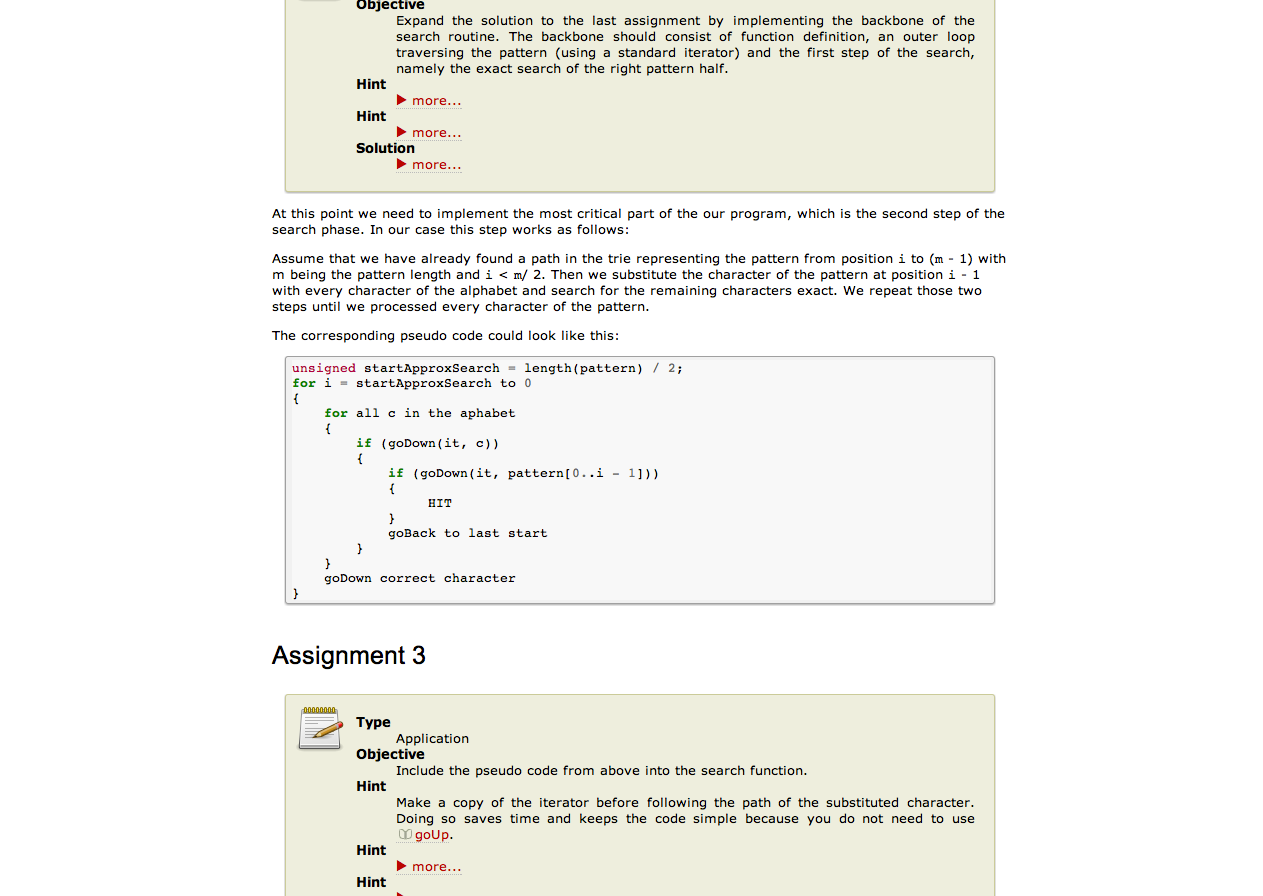 Objective
Expand the solution to the last assignment by implementing the backbone of the
search routine. The backbone should consist of function definition, an outer loop
traversing the pattern (using a standard iterator) and the first step of the search,
namely the exact search of the right pattern half.
Hint
more...
Hint
more...
Solution
more...
At this point we need to implement the most critical part of the our program, which is the second step of the
search phase. In our case this step works as follows:
Assume that we have already found a path in the trie representing the pattern from position i to (m - 1) with
m being the pattern length and i < m/ 2. Then we substitute the character of the pattern at position i - 1
with every character of the alphabet and search for the remaining characters exact. We repeat those two
steps until we processed every character of the pattern.
The corresponding pseudo code could look like this:
unsigned startApproxSearch = length(pattern) / 2;
for i = startApproxSearch to 0
{
    for all c in the aphabet
    {
        if (goDown(it, c))
        {
            if (goDown(it, pattern[0..i - 1]))
            {
                 HIT
            }
            goBack to last start
        }
    }
    goDown correct character
}
Assignment 3
Type
Application
Objective
Include the pseudo code from above into the search function.
Hint
Make a copy of the iterator before following the path of the substituted character.
Doing so saves time and keeps the code simple because you do not need to use
goUp.
Hint
more...
Hint